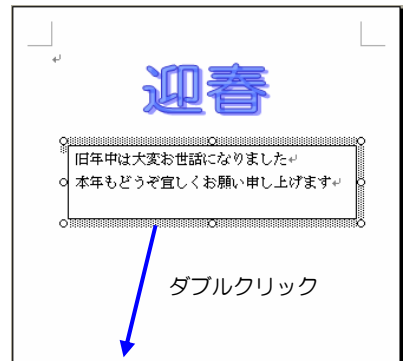 迎春
旧年中は大変お世話になりました
本年もどうぞ宜しくお願い申し上げます
ダブルクリック